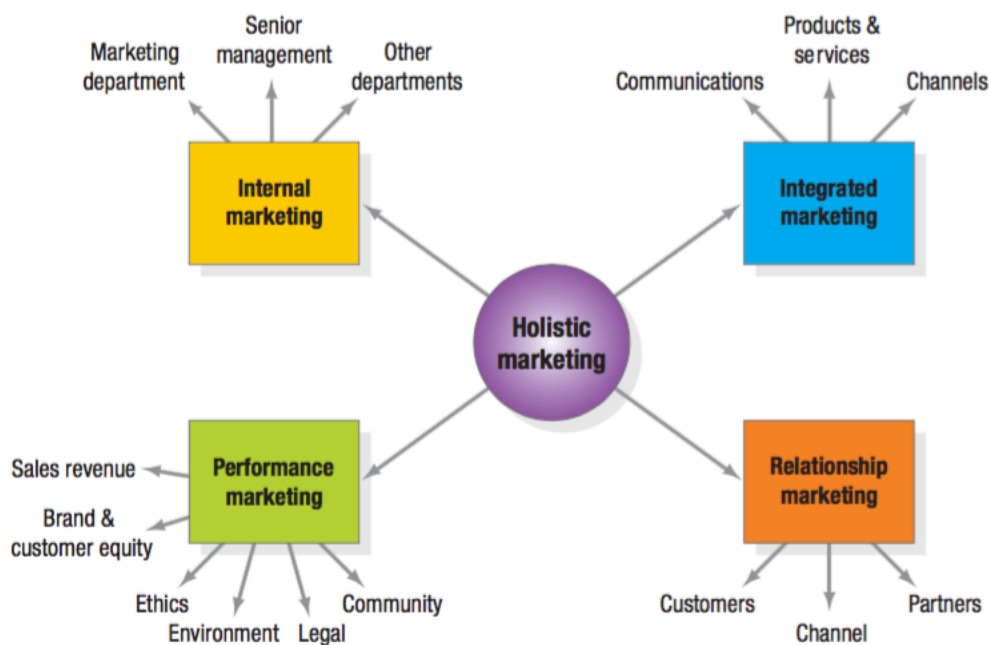 Marketing
department
Senior
management
Other
departments
Internal
marketing
Communications
Products &
services
Channels
Integrated
marketing
Holistic
marketing
Performance
marketing
Sales revenue
Brand &
customer equity
Ethics
Environment
Legal
Community
Relationship
marketing
Customers
Channel
Partners